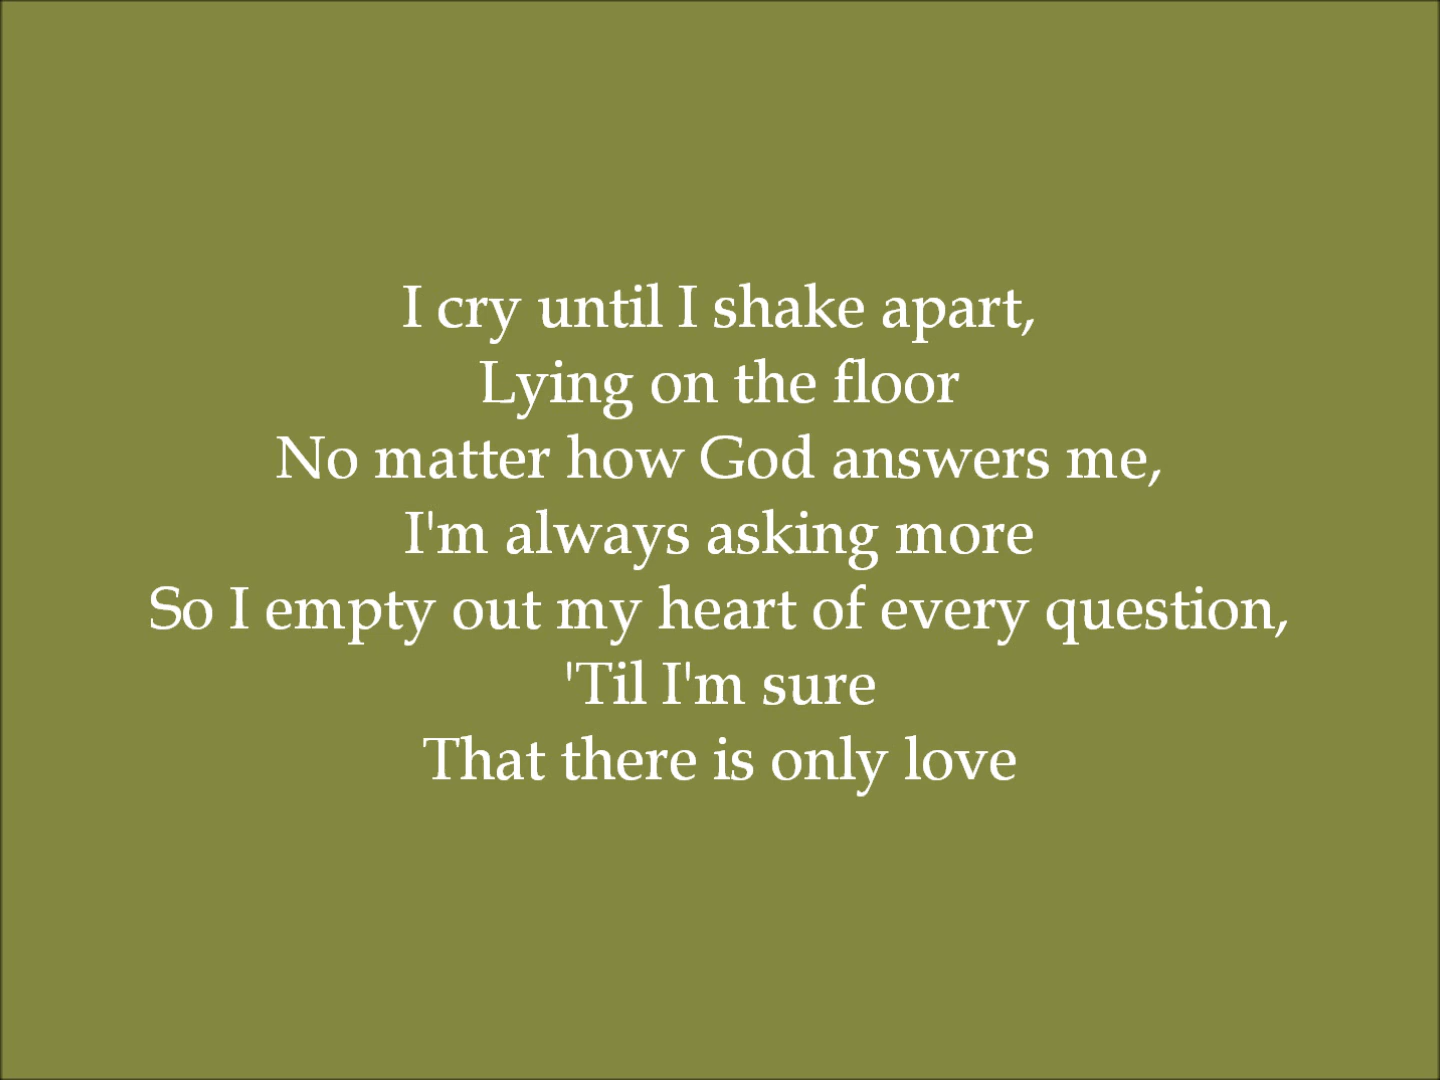 I cry until I shake apart,
Lying on the floor
No matter how God answers me,
I'm always asking more
So I empty out my heart of every question,
'Til I'm sure
That there is only love